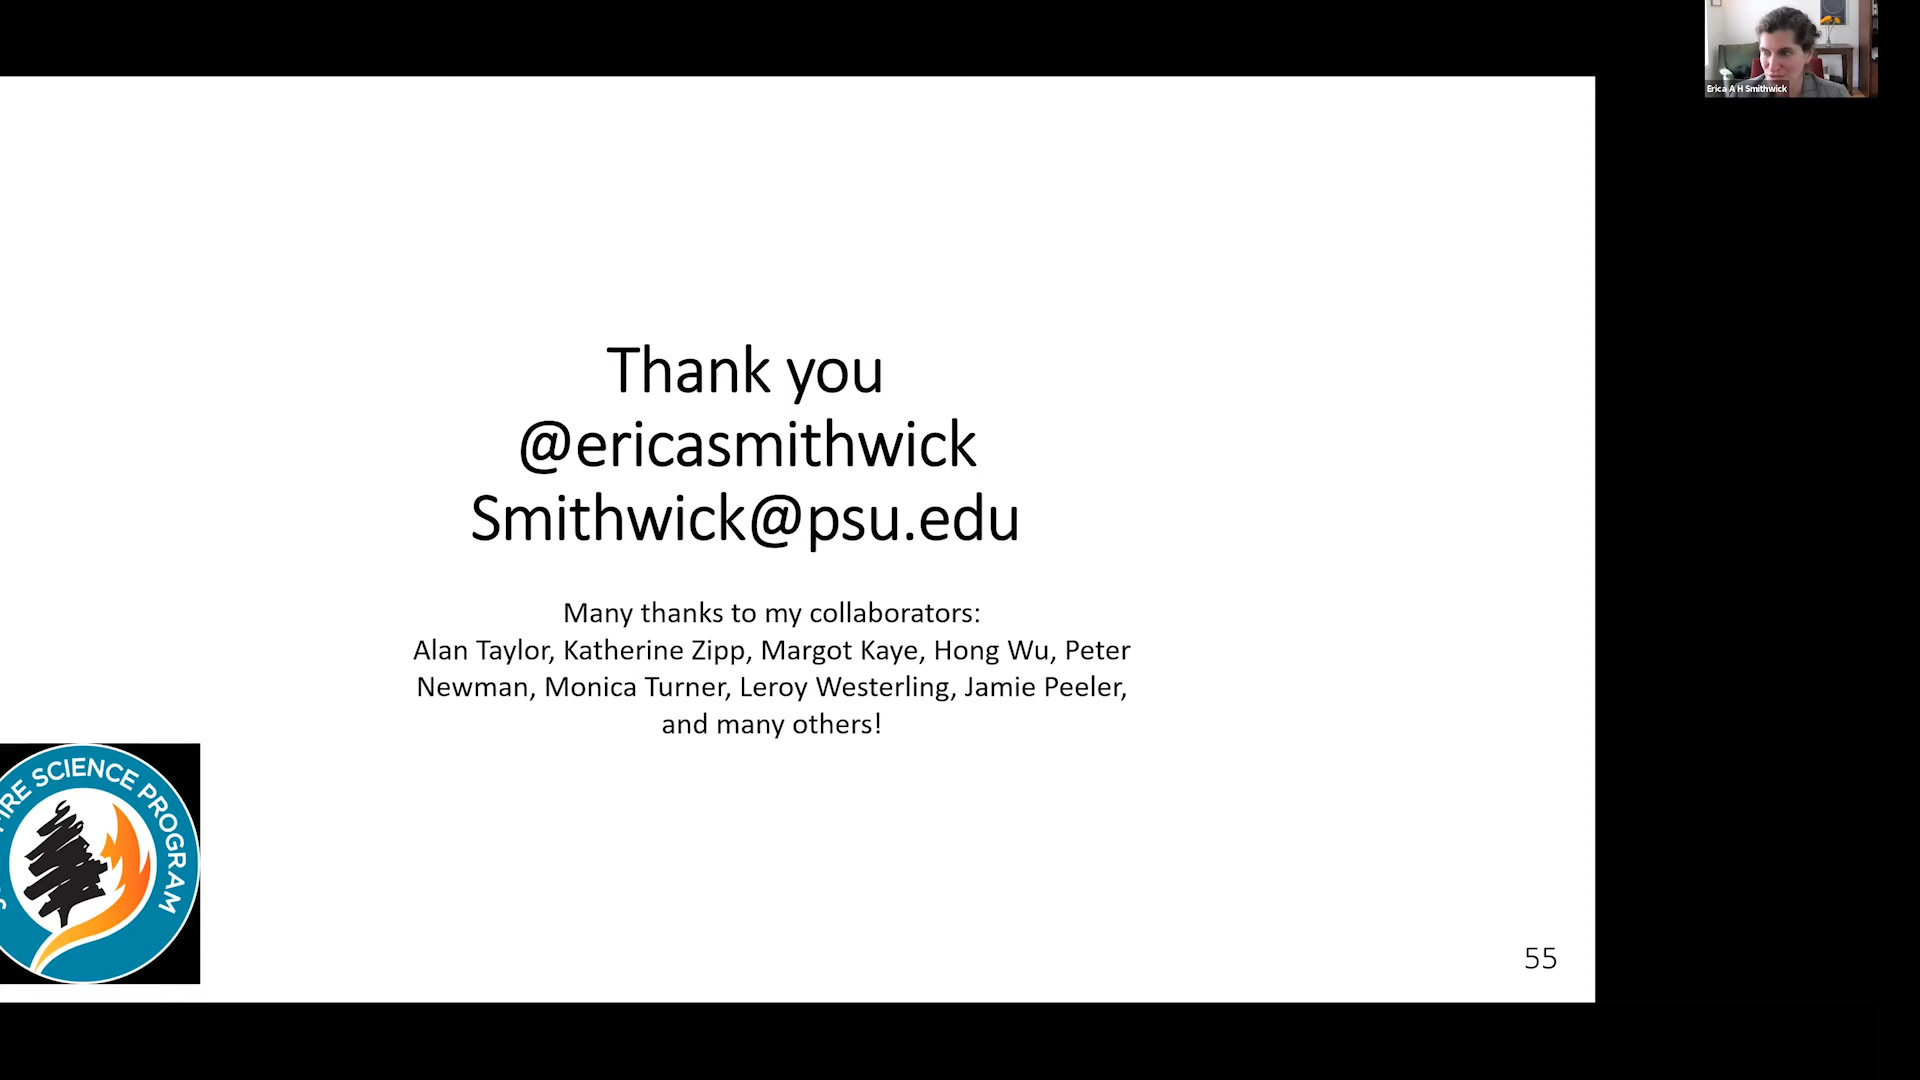 Erica A H Smithwick
Thank you
@ericasmithwick
Smithwick@psu.edu
Many thanks to my collaborators:
Alan Taylor, Katherine Zipp, Margot Kaye, Hong Wu, Peter
Newman, Monica Turner, Leroy Westerling, Jamie Peeler,
and many others!
SCIENCE PROGRAM
55